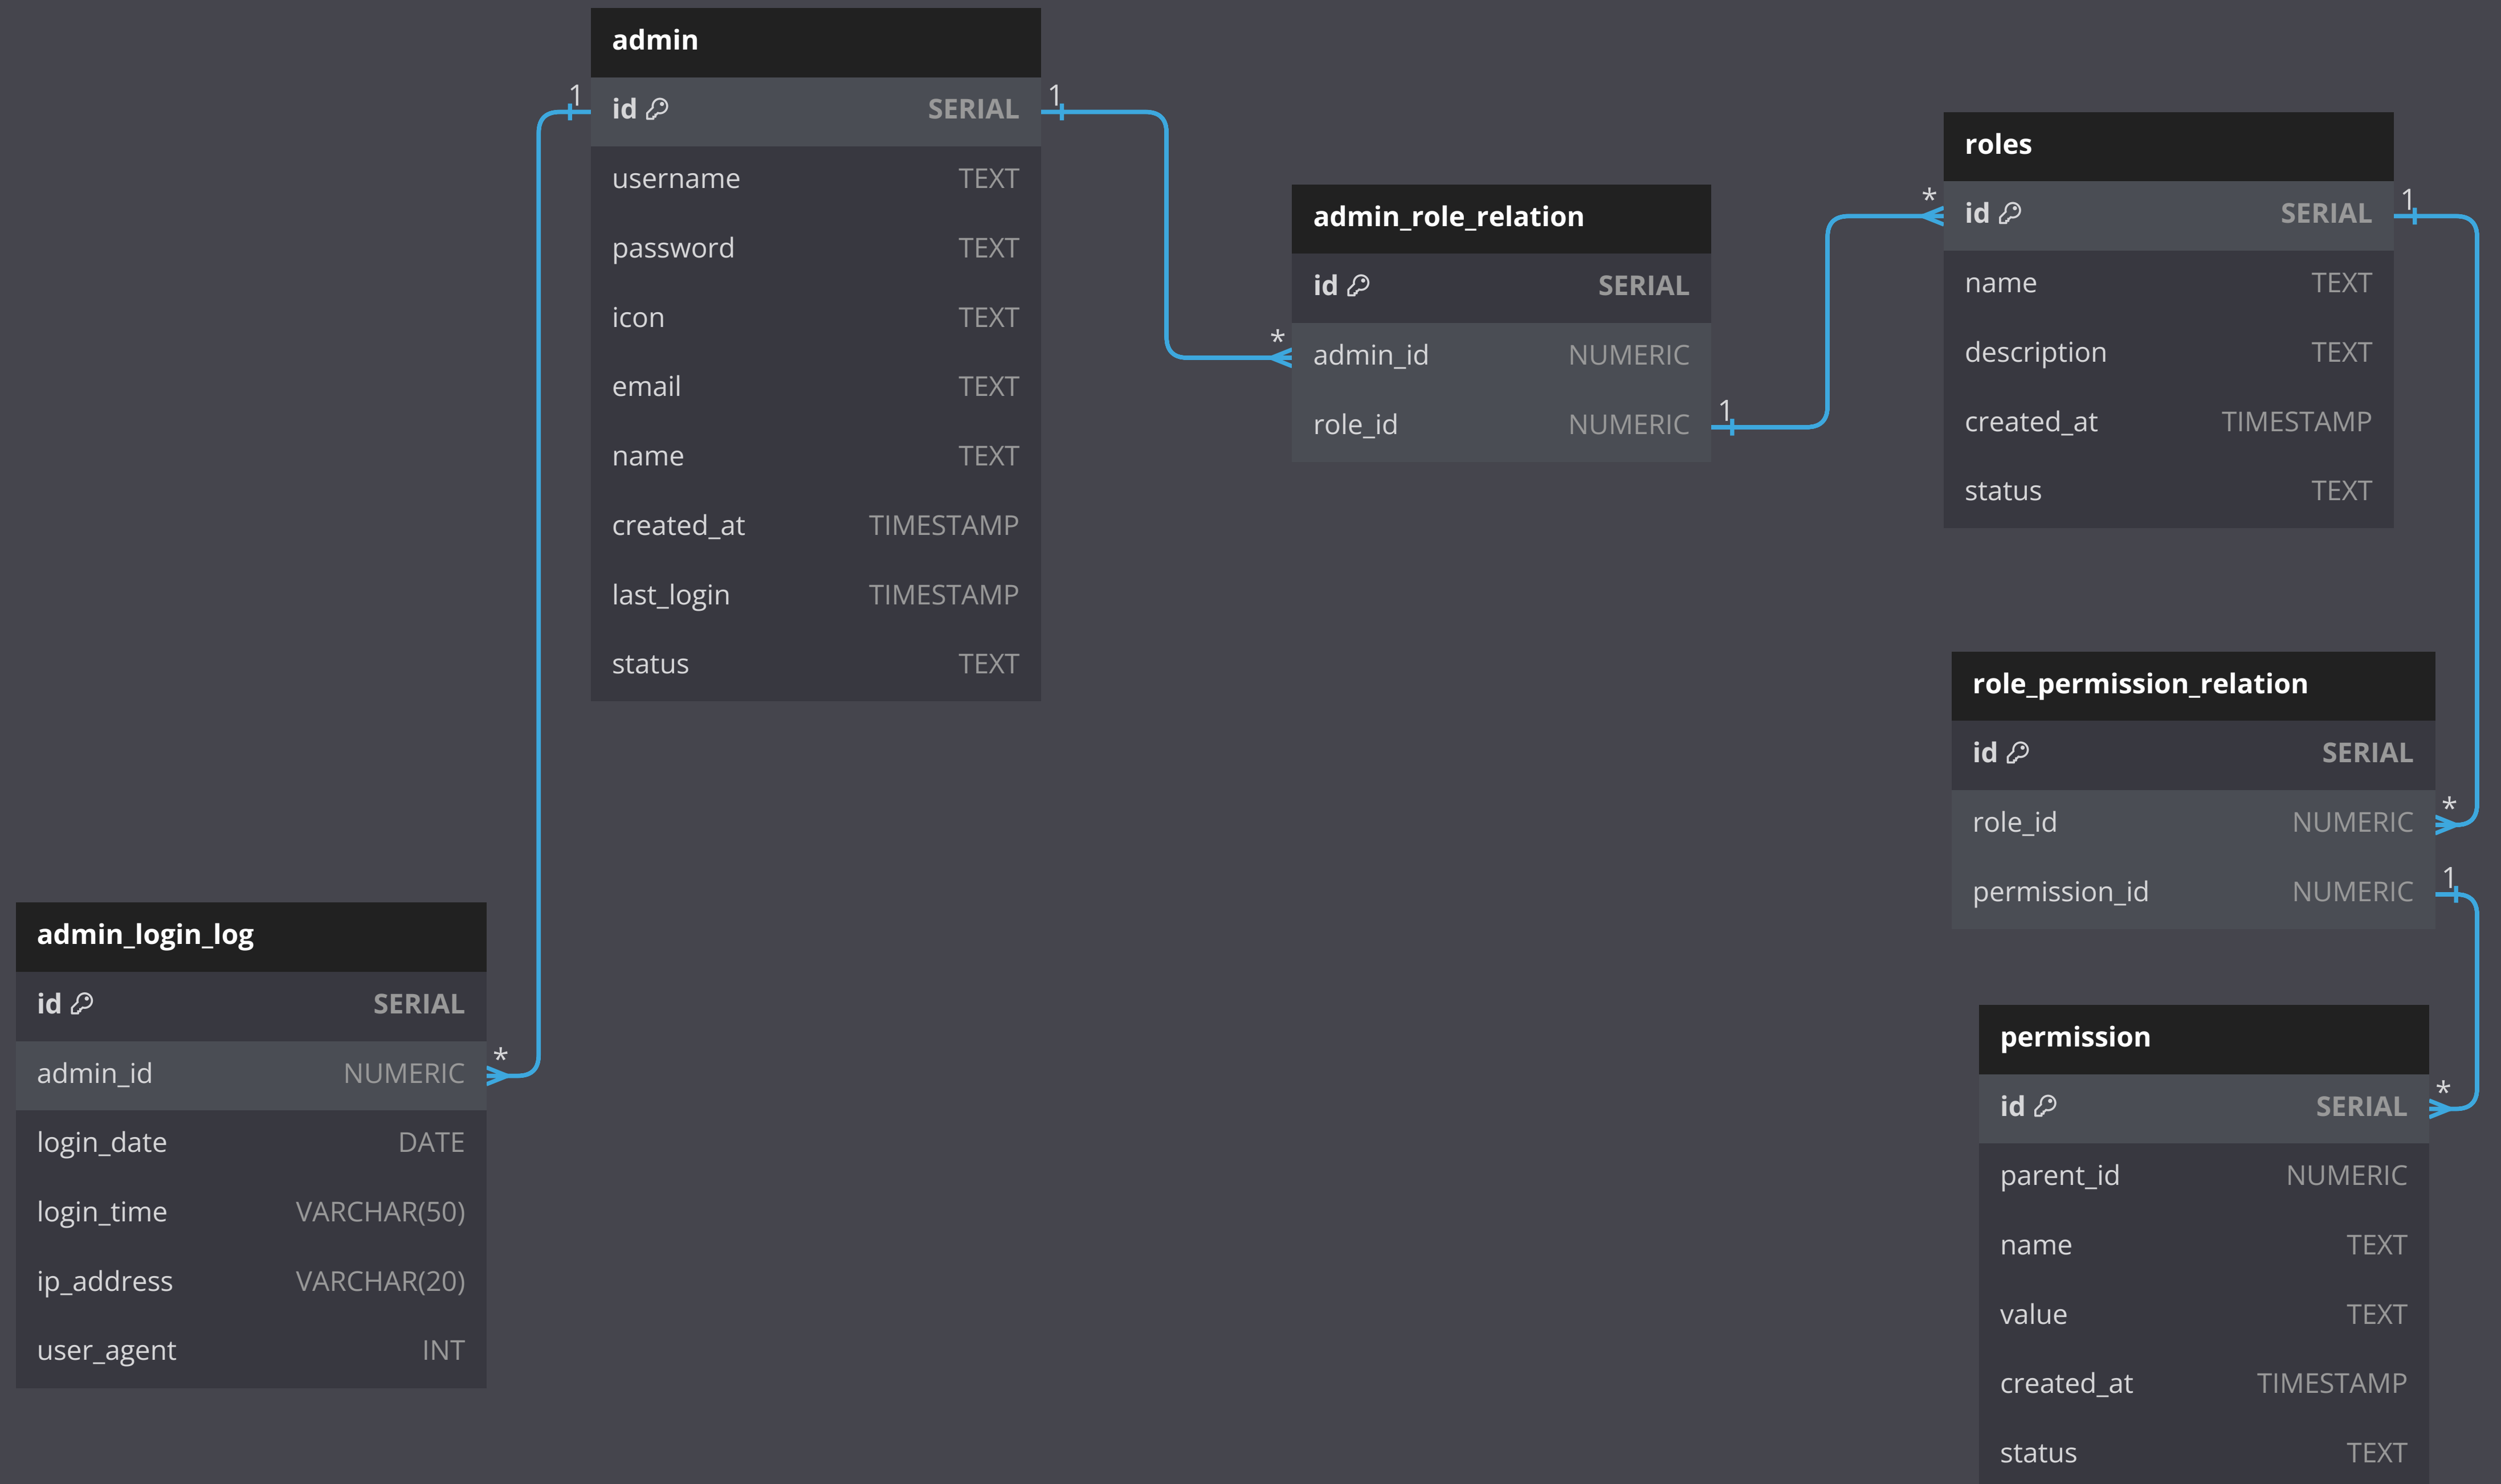 admin
1
id SERIAL
1
username TEXT
password TEXT
icon TEXT
email TEXT
name TEXT
created_at TIMESTAMP
last_login TIMESTAMP
status TEXT
admin_role_relation
id SERIAL
*
admin_id NUMERIC
role_id NUMERIC
1
roles
*
id SERIAL
1
name TEXT
description TEXT
created_at TIMESTAMP
status TEXT
role_permission_relation
id SERIAL
role_id NUMERIC
*
permission_id NUMERIC
1
admin_login_log
id SERIAL
admin_id NUMERIC
*
login_date DATE
login_time VARCHAR(50)
ip_address VARCHAR(20)
user_agent INT
permission
id SERIAL
*
parent_id NUMERIC
name TEXT
value TEXT
created_at TIMESTAMP
status TEXT